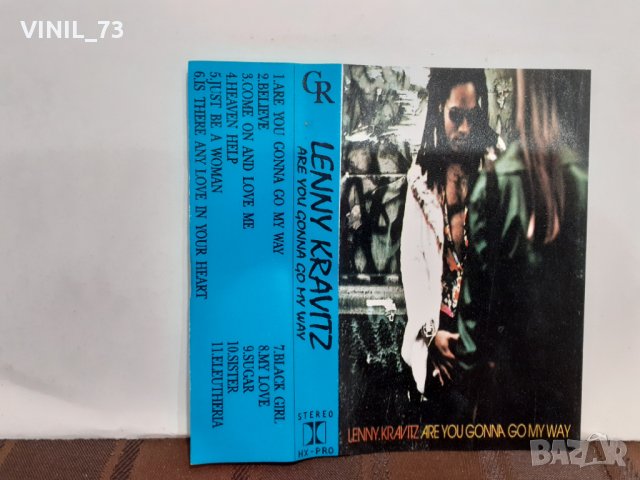 VINIL_73
GR
LENNY KRAVITZ
ARE YOU GONNA GO MY WAY
STEREO
HX-PRO
1.ARE YOU GONNA GO MY WAY
2.BELIEVE
3.COME ON AND LOVE ME
4.HEAVEN HELP
5.JUST BE A WOMAN
6.IS THERE ANY LOVE IN YOUR HEART
7.BLACK GIRL
8.MY LOVE
9.SUGAR
10.SISTER
11.ELEUTHERIA
LENNY KRAVITZ ARE YOU GONNA GO MY WAY
BAZAR